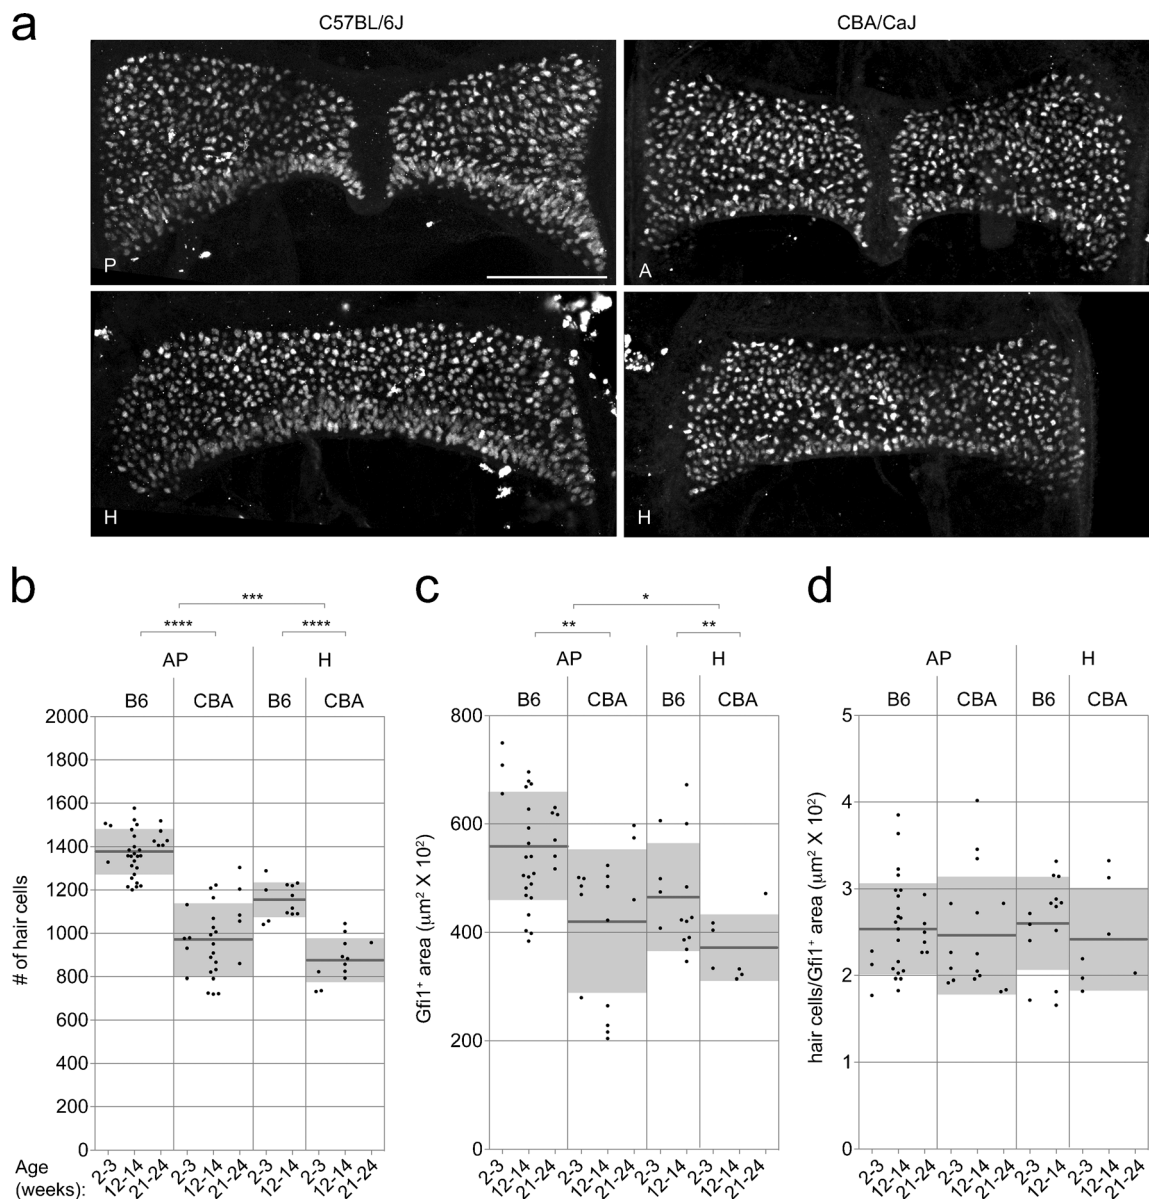 a
C57BL/6J
CBA/CaJ
P
A
H
H
b
***
****
****
AP
H
B6
CBA
B6
CBA
# of hair cells
2000
1800
1600
1400
1200
1000
800
600
400
200
0
Age
(weeks):
2-3
12-14
21-24
2-3
12-14
21-24
2-3
12-14
2-3
12-14
21-24
c
*
**
**
AP
H
B6
CBA
B6
CBA
Gfi1⁺ area (μm² X 10²)
800
600
400
200
0
2-3
12-14
21-24
2-3
12-14
21-24
2-3
12-14
2-3
12-14
21-24
d
AP
H
B6
CBA
B6
CBA
hair cells/Gfi1⁺ area (μm² X 10²)
5
4
3
2
1
0
2-3
12-14
21-24
2-3
12-14
21-24
2-3
12-14
2-3
12-14
21-24